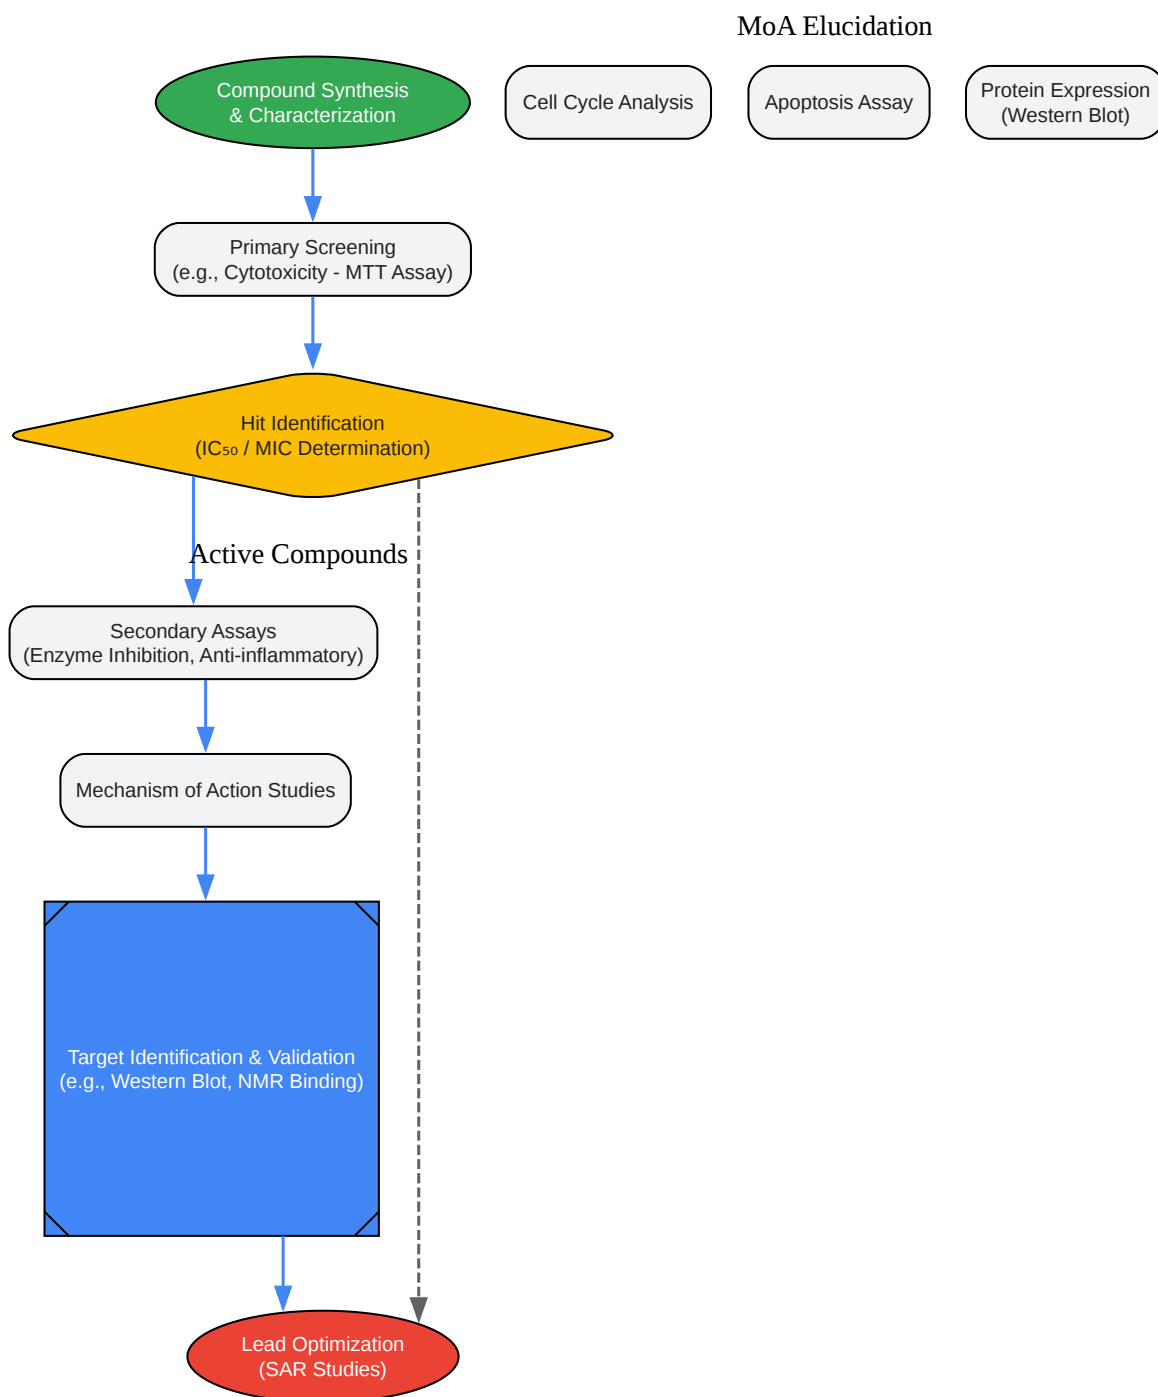 MoA Elucidation
Compound Synthesis
& Characterization
Cell Cycle Analysis
Apoptosis Assay
Protein Expression
(Western Blot)
Primary Screening
(e.g., Cytotoxicity - MTT Assay)
Hit Identification
(IC₅₀ / MIC Determination)
Active Compounds
Secondary Assays
(Enzyme Inhibition, Anti-inflammatory)
Mechanism of Action Studies
Target Identification & Validation
(e.g., Western Blot, NMR Binding)
Lead Optimization
(SAR Studies)